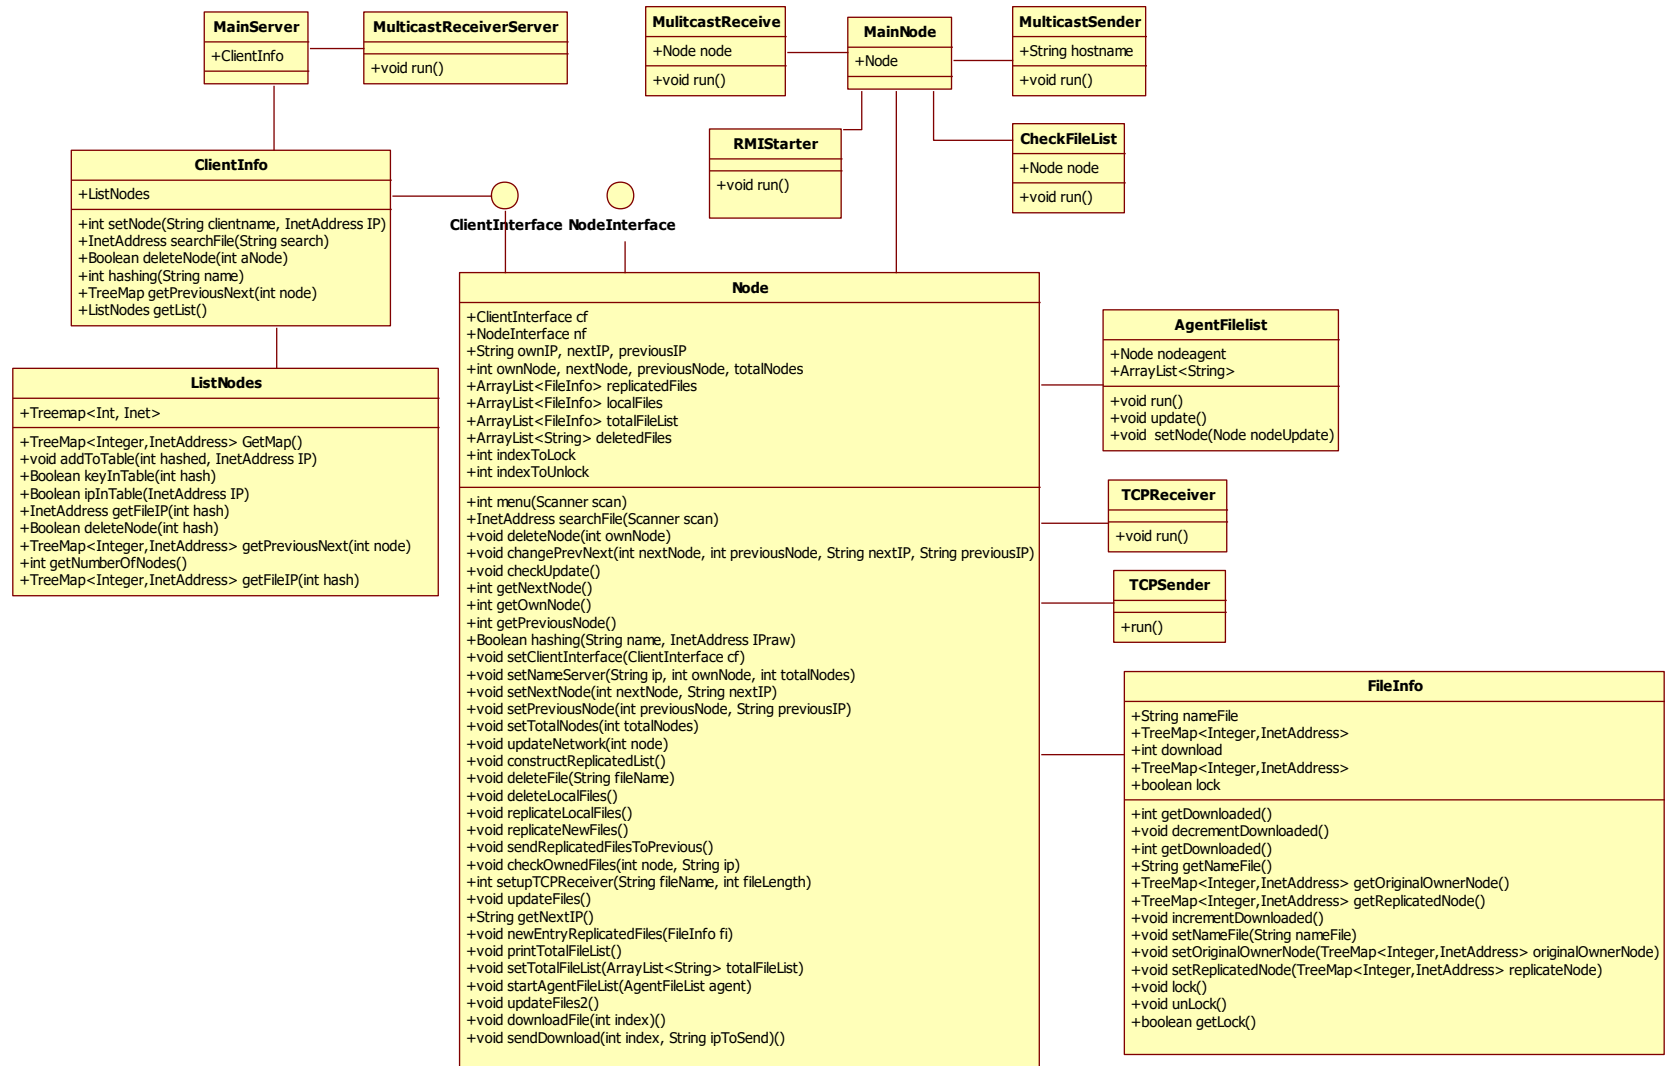 MainServer
+ClientInfo
MulticastReceiverServer
+void run()
MulitcastReceive
+Node node
+void run()
MainNode
+Node
MulticastSender
+String hostname
+void run()
RMIStarter
+void run()
CheckFileList
+Node node
+void run()
ClientInfo
+ListNodes
+int setNode(String clientname, InetAddress IP)
+InetAddress searchFile(String search)
+Boolean deleteNode(int aNode)
+int hashing(String name)
+TreeMap getPreviousNext(int node)
+ListNodes getList()
ClientInterface
NodeInterface
ListNodes
+Treemap<Int, Inet>
+TreeMap<Integer,InetAddress> GetMap()
+void addToTable(int hashed, InetAddress IP)
+Boolean keyInTable(int hash)
+Boolean ipInTable(InetAddress IP)
+InetAddress getFileIP(int hash)
+Boolean deleteNode(int hash)
+TreeMap<Integer,InetAddress> getPreviousNext(int node)
+int getNumberOfNodes()
+TreeMap<Integer,InetAddress> getFileIP(int hash)
Node
+ClientInterface cf
+NodeInterface nf
+String ownIP, nextIP, previousIP
+int ownNode, nextNode, previousNode, totalNodes
+ArrayList<FileInfo> replicatedFiles
+ArrayList<FileInfo> localFiles
+ArrayList<FileInfo> totalFileList
+ArrayList<String> deletedFiles
+int indexToLock
+int indexToUnlock
+int menu(Scanner scan)
+InetAddress searchFile(Scanner scan)
+void deleteNode(int ownNode)
+void changePrevNext(int nextNode, int previousNode, String nextIP, String previousIP)
+void checkUpdate()
+int getNextNode()
+int getOwnNode()
+int getPreviousNode()
+Boolean hashing(String name, InetAddress IPraw)
+void setClientInterface(ClientInterface cf)
+void setNameServer(String ip, int ownNode, int totalNodes)
+void setNextNode(int nextNode, String nextIP)
+void setPreviousNode(int previousNode, String previousIP)
+void setTotalNodes(int totalNodes)
+void updateNetwork(int node)
+void constructReplicatedList()
+void deleteFile(String fileName)
+void deleteLocalFiles()
+void replicateLocalFiles()
+void replicateNewFiles()
+void sendReplicatedFilesToPrevious()
+void checkOwnedFiles(int node, String ip)
+int setupTCPReceiver(String fileName, int fileLength)
+void updateFiles()
+String getNextIP()
+void newEntryReplicatedFiles(FileInfo fi)
+void printTotalFileList()
+void setTotalFileList(ArrayList<String> totalFileList)
+void startAgentFileList(AgentFileList agent)
+void updateFiles2()
+void downloadFile(int index)()
+void sendDownload(int index, String ipToSend)()
AgentFilelist
+Node nodeagent
+ArrayList<String>
+void run()
+void update()
+void setNode(Node nodeUpdate)
TCPReceiver
+void run()
TCPSender
+run()
FileInfo
+String nameFile
+TreeMap<Integer,InetAddress>
+int download
+TreeMap<Integer,InetAddress>
+boolean lock
+int getDownloaded()
+void decrementDownloaded()
+int getDownloaded()
+String getNameFile()
+TreeMap<Integer,InetAddress> getOriginalOwnerNode()
+TreeMap<Integer,InetAddress> getReplicatedNode()
+void incrementDownloaded()
+void setNameFile(String nameFile)
+void setOriginalOwnerNode(TreeMap<Integer,InetAddress> originalOwnerNode)
+void setReplicatedNode(TreeMap<Integer,InetAddress> replicateNode)
+void lock()
+void unLock()
+boolean getLock()